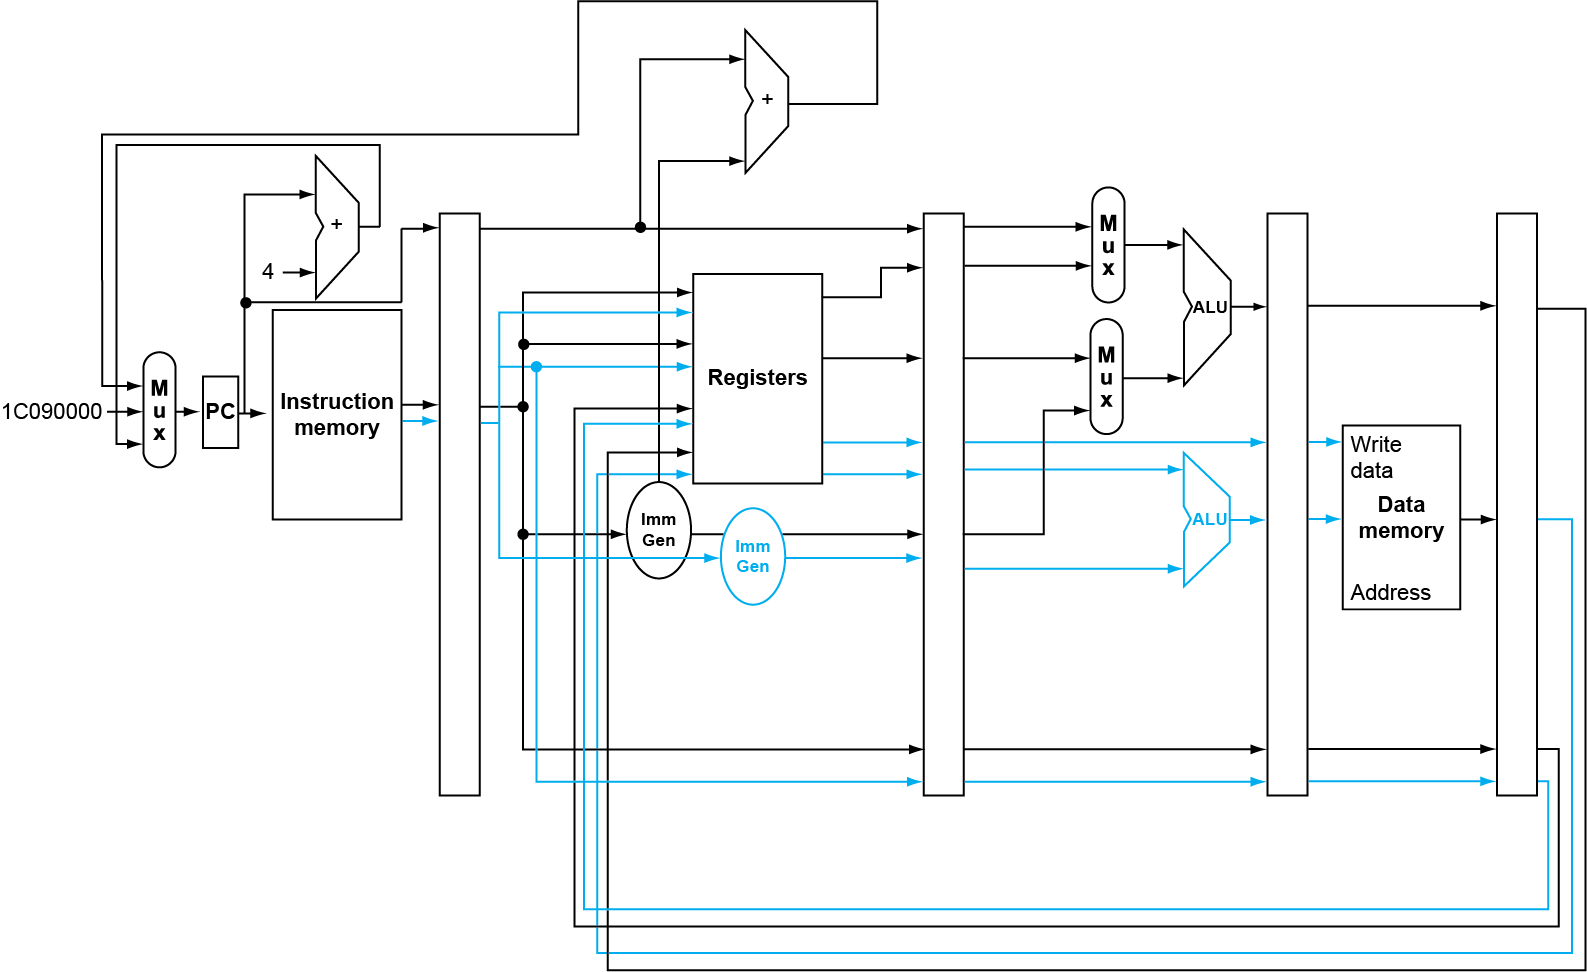 +
4
+
1C090000
M
u
x
PC
Instruction
memory
Registers
Imm
Gen
Imm
Gen
M
u
x
M
u
x
ALU
ALU
Write
data
Data
memory
Address